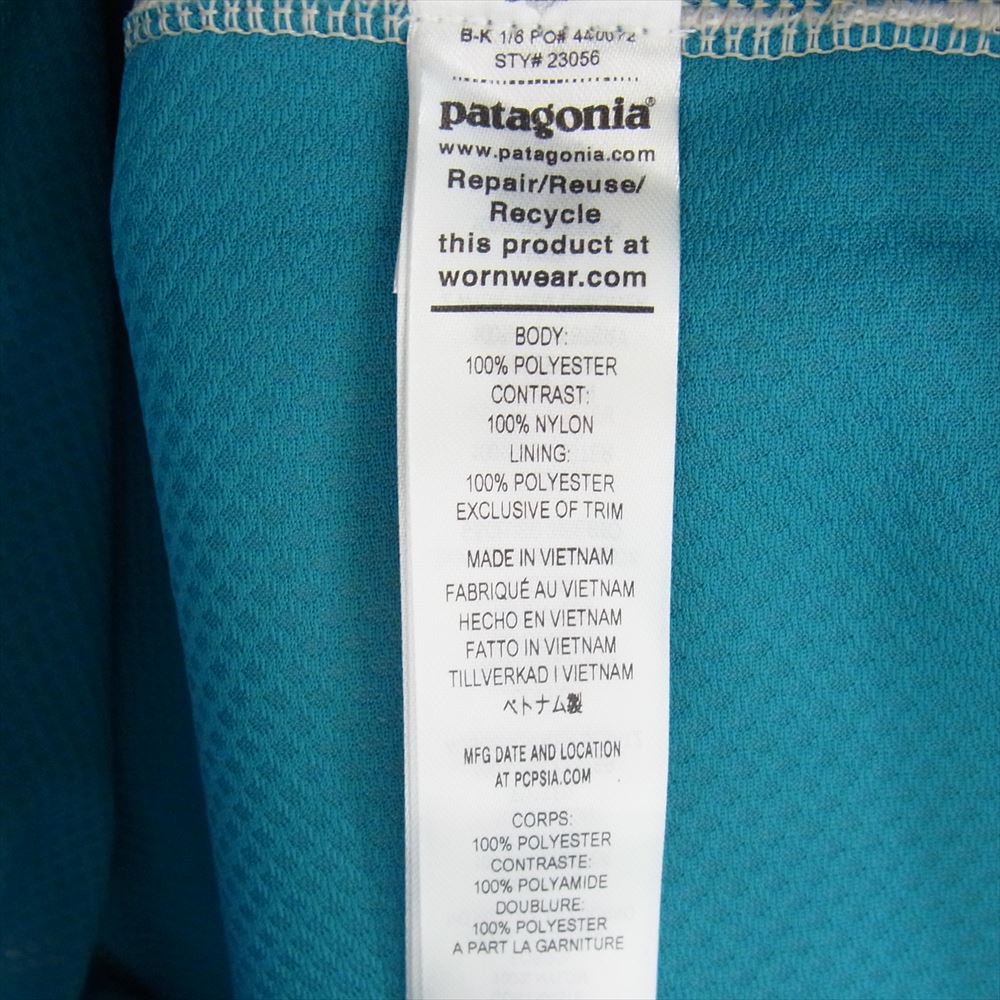 B-K 1/6 PO#
STY# 23056
patagonia®
www.patagonia.com
Repair/Reuse/
Recycle
this product at
wornwear.com
BODY:
100% POLYESTER
CONTRAST:
100% NYLON
LINING:
100% POLYESTER
EXCLUSIVE OF TRIM
MADE IN VIETNAM
FABRIQUÉ AU VIETNAM
HECHO EN VIETNAM
FATTO IN VIETNAM
TILLVERKAD I VIETNAM
ベトナム製
MFG DATE AND LOCATION
AT PCPSIA.COM
CORPS:
100% POLYESTER
CONTRASTE:
100% POLYAMIDE
DOUBLURE:
100% POLYESTER
A PART LA GARNITURE